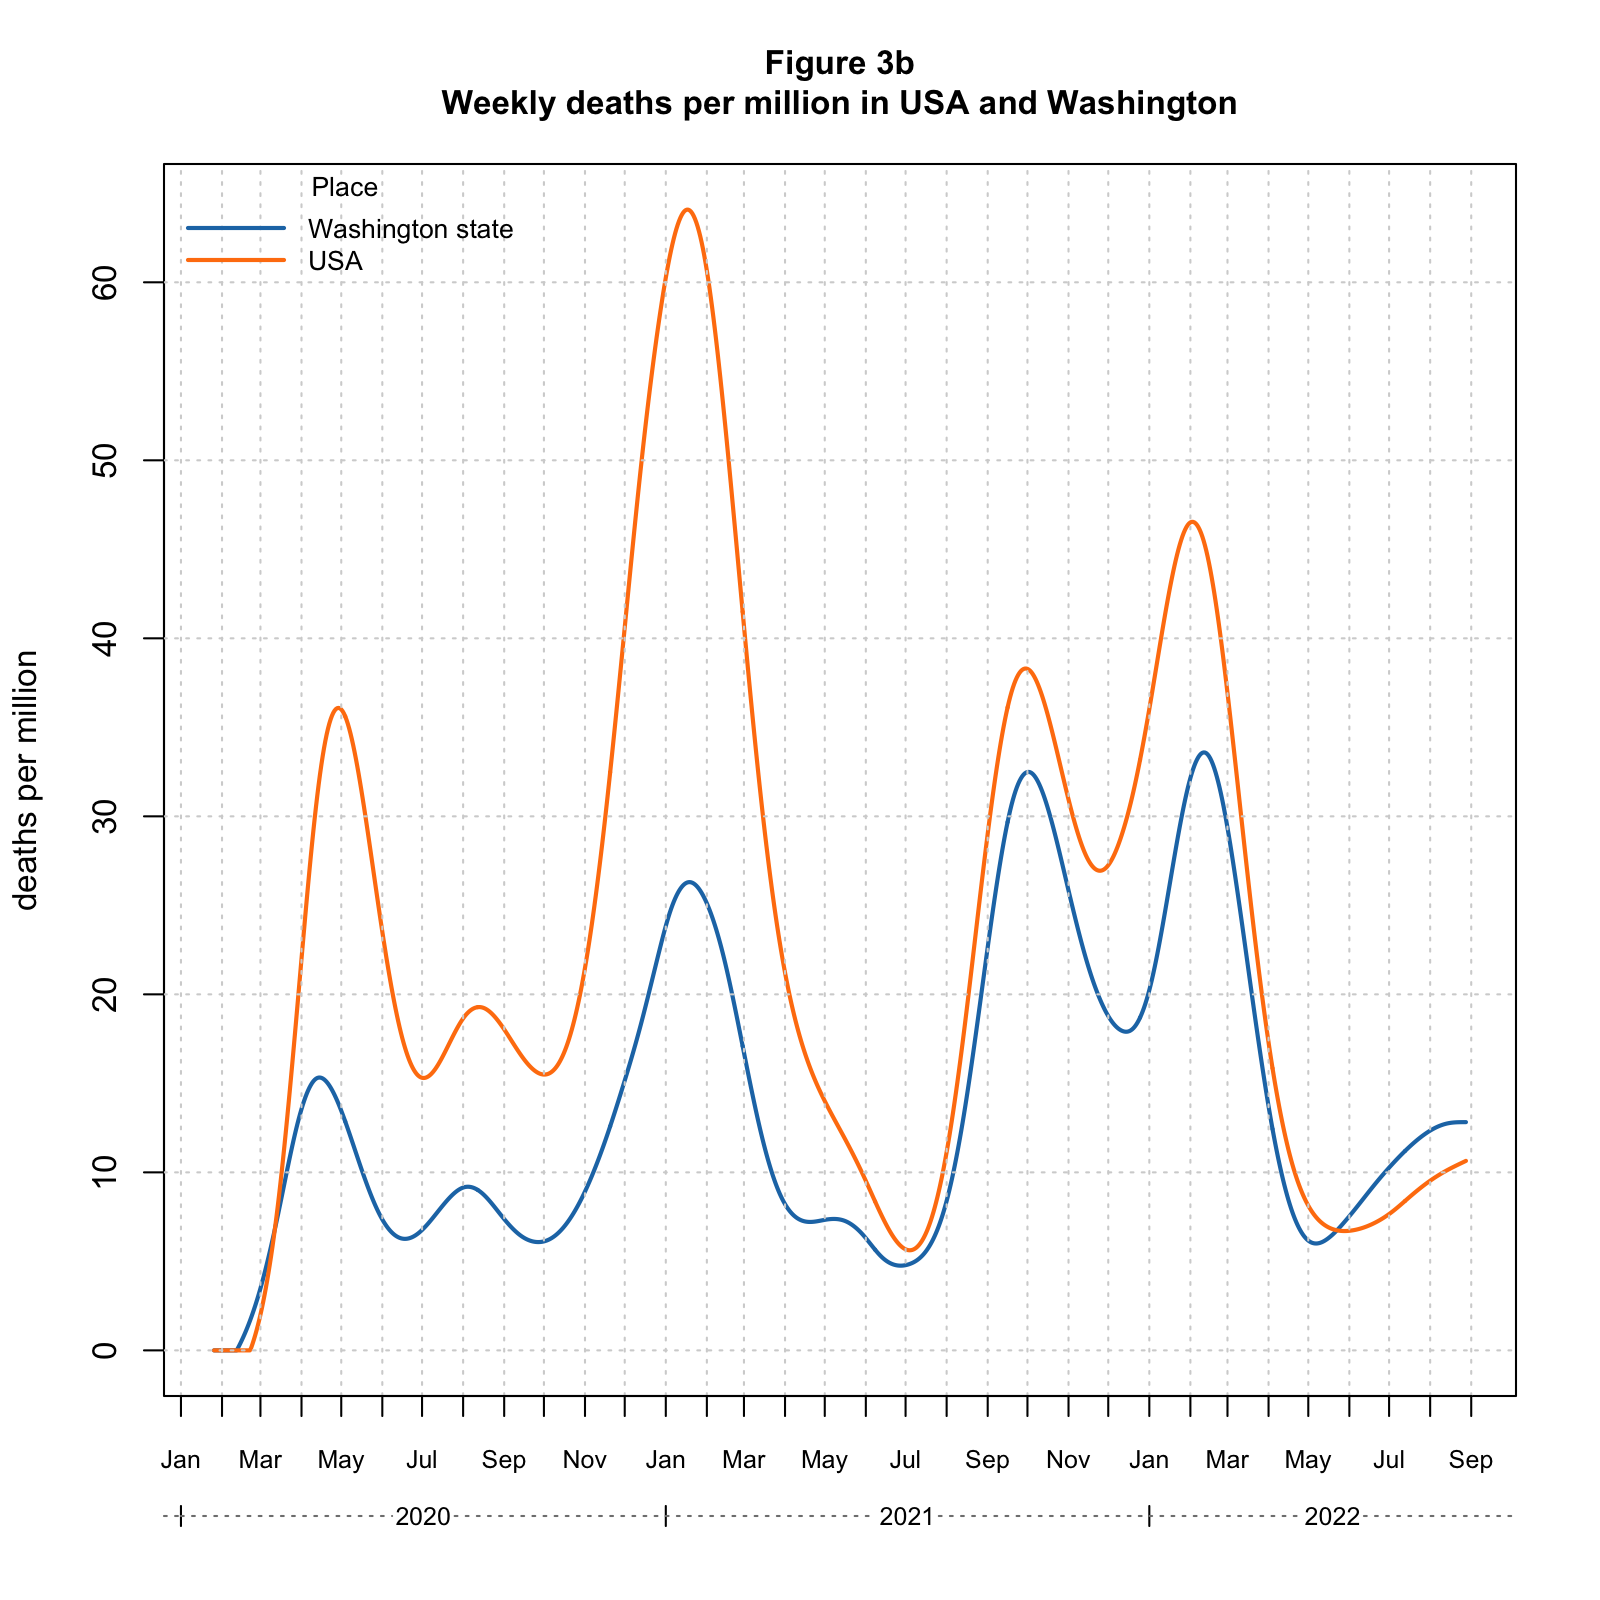 Figure 3b
Weekly deaths per million in USA and Washington
Place
Washington state
USA
deaths per million
60
50
40
30
20
10
0
Jan Mar May Jul Sep Nov Jan Mar May Jul Sep Nov Jan Mar May Jul Sep
2020 2021 2022